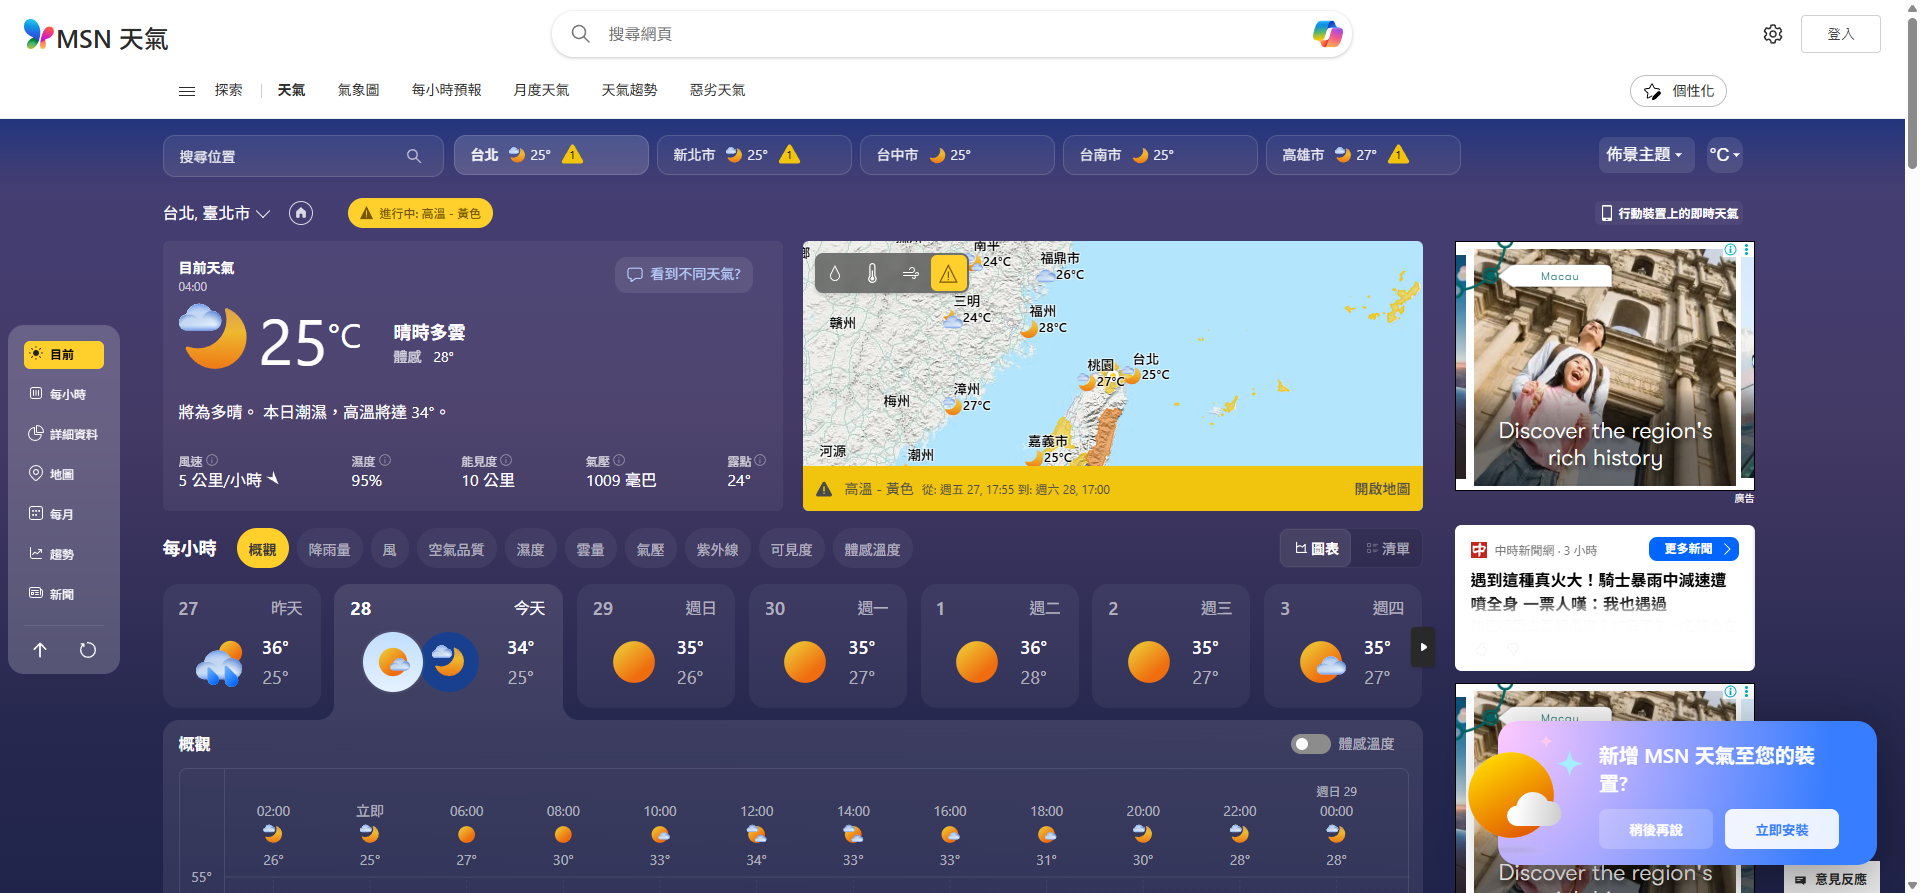 MSN 天氣
搜尋網頁
登入
探索
天氣
氣象圖
每小時預報
月度天氣
天氣趨勢
惡劣天氣
個性化
搜尋位置
台北 25° 1
新北市 25° 1
台中市 25°
台南市 25°
高雄市 27° 1
佈景主題
°C
台北, 臺北市
進行中: 高溫 - 黃色
行動裝置上的即時天氣
目前
每小時
詳細資料
地圖
每月
趨勢
新聞
目前天氣
04:00
看到不同天氣?
25°C
晴時多雲
體感 28°
將為多晴。 本日潮濕，高溫將達 34°。
風速
5 公里/小時
濕度
95%
能見度
10 公里
氣壓
1009 毫巴
露點
24°
南平
24°C
福鼎市
26°C
三明
24°C
福州
28°C
贛州
桃園
27°C
台北
25°C
漳州
27°C
梅州
嘉義市
25°C
河源
潮州
高溫 - 黃色 從: 週五 27, 17:55 到: 週六 28, 17:00
開啟地圖
Macau
Discover the region's
rich history
廣告
每小時
概觀
降雨量
風
空氣品質
濕度
雲量
氣壓
紫外線
可見度
體感溫度
圖表
清單
中時新聞網 · 3 小時
更多新聞
遇到這種真火大！騎士暴雨中減速遭
噴全身 一票人嘆：我也遇過
27 昨天
36°
25°
28 今天
34°
25°
29 週日
35°
26°
30 週一
35°
27°
1 週二
36°
28°
2 週三
35°
27°
3 週四
35°
27°
概觀
體感溫度
02:00 立即 06:00 08:00 10:00 12:00 14:00 16:00 18:00 20:00 22:00 週日 29 00:00
26° 25° 27° 30° 33° 34° 33° 33° 31° 30° 28° 28°
55°
Macau
新增 MSN 天氣至您的裝
置?
稍後再說
立即安裝
Discover the region's
意見反應